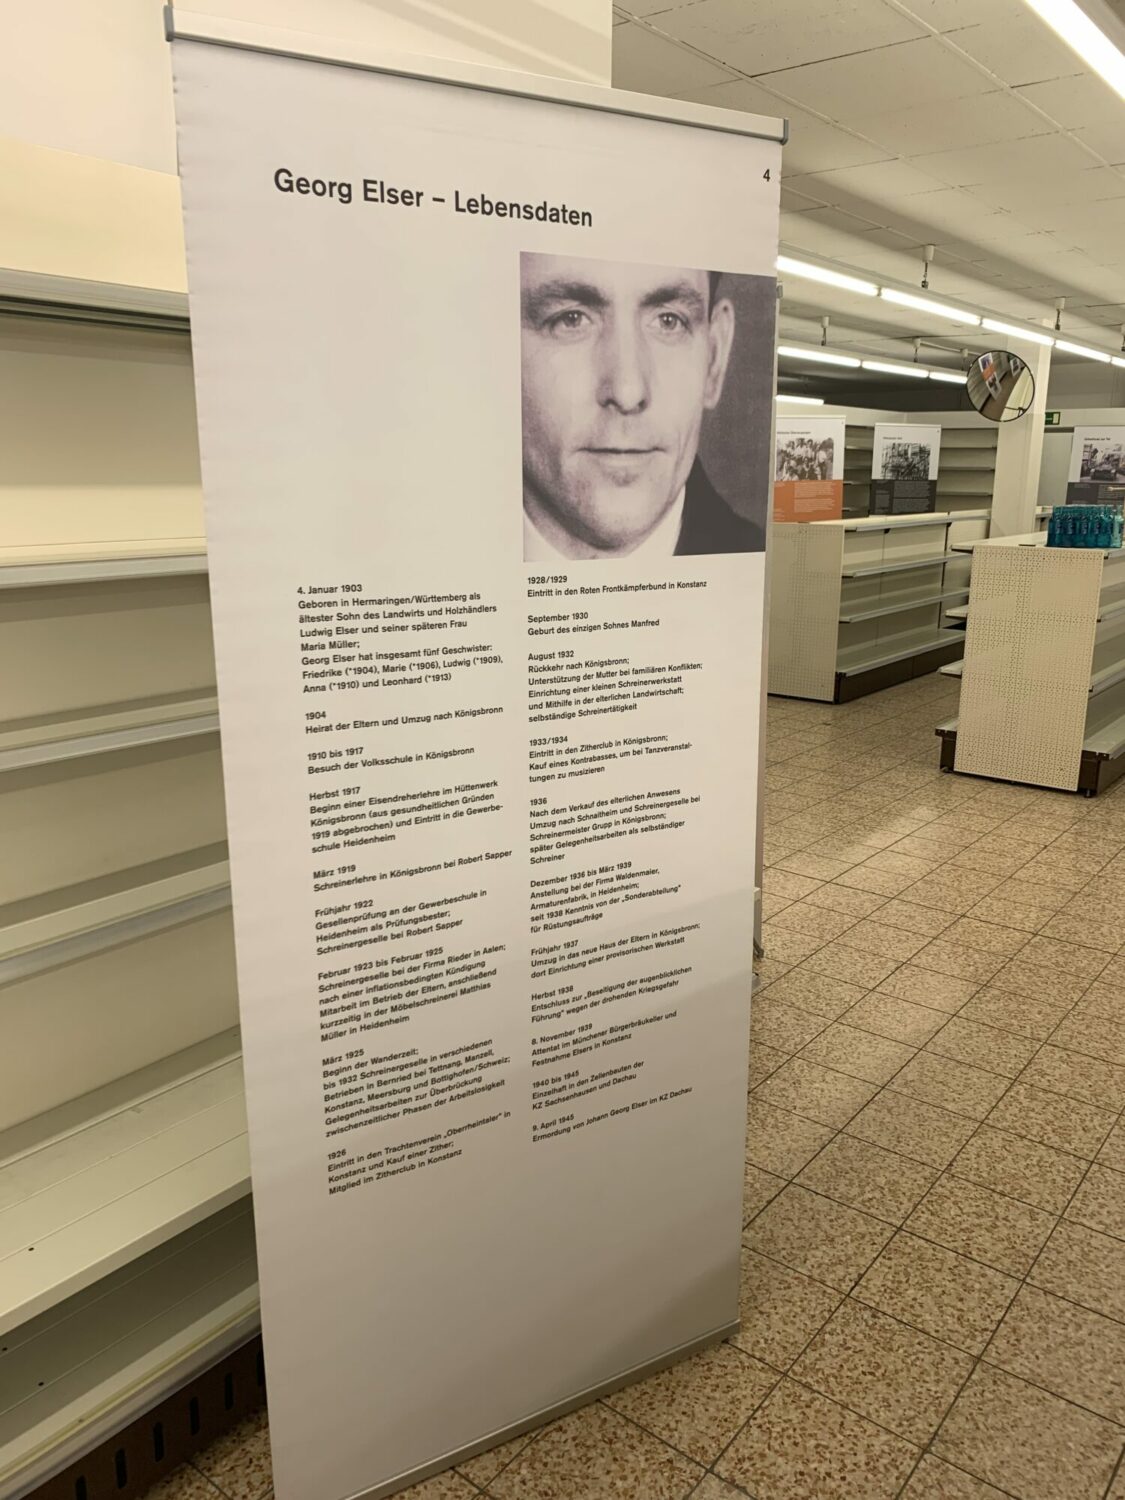 4
Georg Elser – Lebensdaten
4. Januar 1903
Geboren in Hermaringen/Württemberg als
ältester Sohn des Landwirts und Holzhändlers
Ludwig Elser und seiner späteren Frau
Maria Müller;
Georg Elser hat insgesamt fünf Geschwister:
Friedrike (*1904), Marie (*1906), Ludwig (*1909),
Anna (*1910) und Leonhard (*1913)
1904
Heirat der Eltern und Umzug nach Königsbronn
1910 bis 1917
Besuch der Volksschule in Königsbronn
Herbst 1917
Beginn einer Eisendreherlehre im Hüttenwerk
Königsbronn (aus gesundheitlichen Gründen
1919 abgebrochen) und Eintritt in die Gewerbe-
schule Heidenheim
März 1919
Schreinerlehre in Königsbronn bei Robert Sapper
Frühjahr 1922
Gesellenprüfung an der Gewerbeschule in
Heidenheim als Prüfungsbester;
Schreinergeselle bei Robert Sapper
Februar 1923 bis Februar 1925
Schreinergeselle bei der Firma Rieder in Aalen;
nach einer inflationsbedingten Kündigung
Mitarbeit im Betrieb der Eltern, anschließend
kurzzeitig in der Möbelschreinerei Matthias
Müller in Heidenheim
März 1925
Beginn der Wanderzeit;
bis 1932 Schreinergeselle in verschiedenen
Betrieben in Bernried bei Tettnang, Manzell,
Konstanz, Meersburg und Bottighofen/Schweiz;
Gelegenheitsarbeiten zur Überbrückung
zwischenzeitlicher Phasen der Arbeitslosigkeit
1926
Eintritt in den Trachtenverein „Oberrheintaler" in
Konstanz und Kauf einer Zither;
Mitglied im Zitherclub in Konstanz
1928/1929
Eintritt in den Roten Frontkämpferbund in Konstanz
September 1930
Geburt des einzigen Sohnes Manfred
August 1932
Rückkehr nach Königsbronn;
Unterstützung der Mutter bei familiären Konflikten;
Einrichtung einer kleinen Schreinerwerkstatt
und Mithilfe in der elterlichen Landwirtschaft;
selbständige Schreinertätigkeit
1933/1934
Eintritt in den Zitherclub in Königsbronn;
Kauf eines Kontrabasses, um bei Tanzveranstal-
tungen zu musizieren
1936
Nach dem Verkauf des elterlichen Anwesens
Umzug nach Schnaitheim und Schreinergeselle bei
Schreinermeister Grupp in Königsbronn;
später Gelegenheitsarbeiten als selbständiger
Schreiner
Dezember 1936 bis März 1939
Anstellung bei der Firma Waldenmaier,
Armaturenfabrik, in Heidenheim;
seit 1938 Kenntnis von der „Sonderabteilung"
für Rüstungsaufträge
Frühjahr 1937
Umzug in das neue Haus der Eltern in Königsbronn;
dort Einrichtung einer provisorischen Werkstatt
Herbst 1938
Entschluss zur „Beseitigung der augenblicklichen
Führung" wegen der drohenden Kriegsgefahr
8. November 1939
Attentat im Münchener Bürgerbräukeller und
Festnahme Elsers in Konstanz
1940 bis 1945
Einzelhaft in den Zellenbauten der
KZ Sachsenhausen und Dachau
9. April 1945
Ermordung von Johann Georg Elser im KZ Dachau